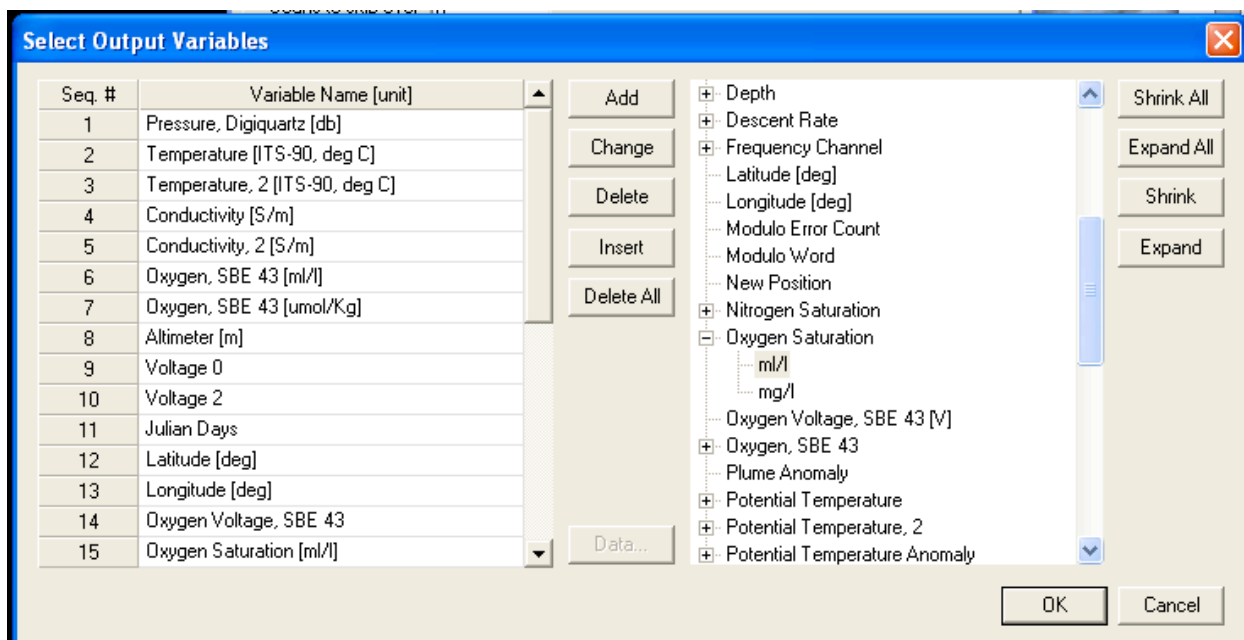 Select Output Variables
Seq. # Variable Name [unit]
1 Pressure, Digiquartz [db]
2 Temperature [ITS-90, deg C]
3 Temperature, 2 [ITS-90, deg C]
4 Conductivity [S/m]
5 Conductivity, 2 [S/m]
6 Oxygen, SBE 43 [ml/l]
7 Oxygen, SBE 43 [umol/Kg]
8 Altimeter [m]
9 Voltage 0
10 Voltage 2
11 Julian Days
12 Latitude [deg]
13 Longitude [deg]
14 Oxygen Voltage, SBE 43
15 Oxygen Saturation [ml/l]
Add
Change
Delete
Insert
Delete All
Data...
Depth
Descent Rate
Frequency Channel
Latitude [deg]
Longitude [deg]
Modulo Error Count
Modulo Word
New Position
Nitrogen Saturation
Oxygen Saturation
ml/l
mg/l
Oxygen Voltage, SBE 43 [V]
Oxygen, SBE 43
Plume Anomaly
Potential Temperature
Potential Temperature, 2
Potential Temperature Anomaly
Shrink All
Expand All
Shrink
Expand
OK Cancel